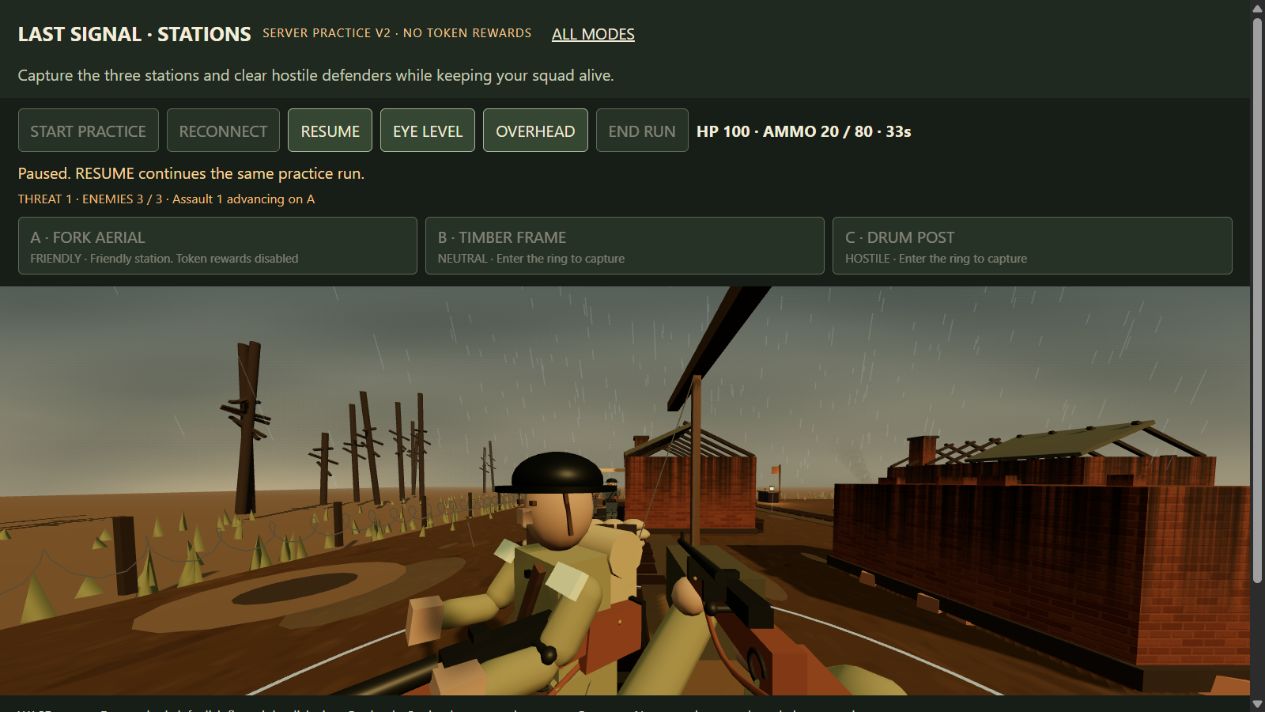 LAST SIGNAL · STATIONS SERVER PRACTICE V2 · NO TOKEN REWARDS ALL MODES
Capture the three stations and clear hostile defenders while keeping your squad alive.
START PRACTICE RECONNECT RESUME EYE LEVEL OVERHEAD END RUN HP 100 · AMMO 20 / 80 · 33s
Paused. RESUME continues the same practice run.
THREAT 1 · ENEMIES 3 / 3 · Assault 1 advancing on A
A · FORK AERIAL
FRIENDLY · Friendly station. Token rewards disabled
B · TIMBER FRAME
NEUTRAL · Enter the ring to capture
C · DRUM POST
HOSTILE · Enter the ring to capture